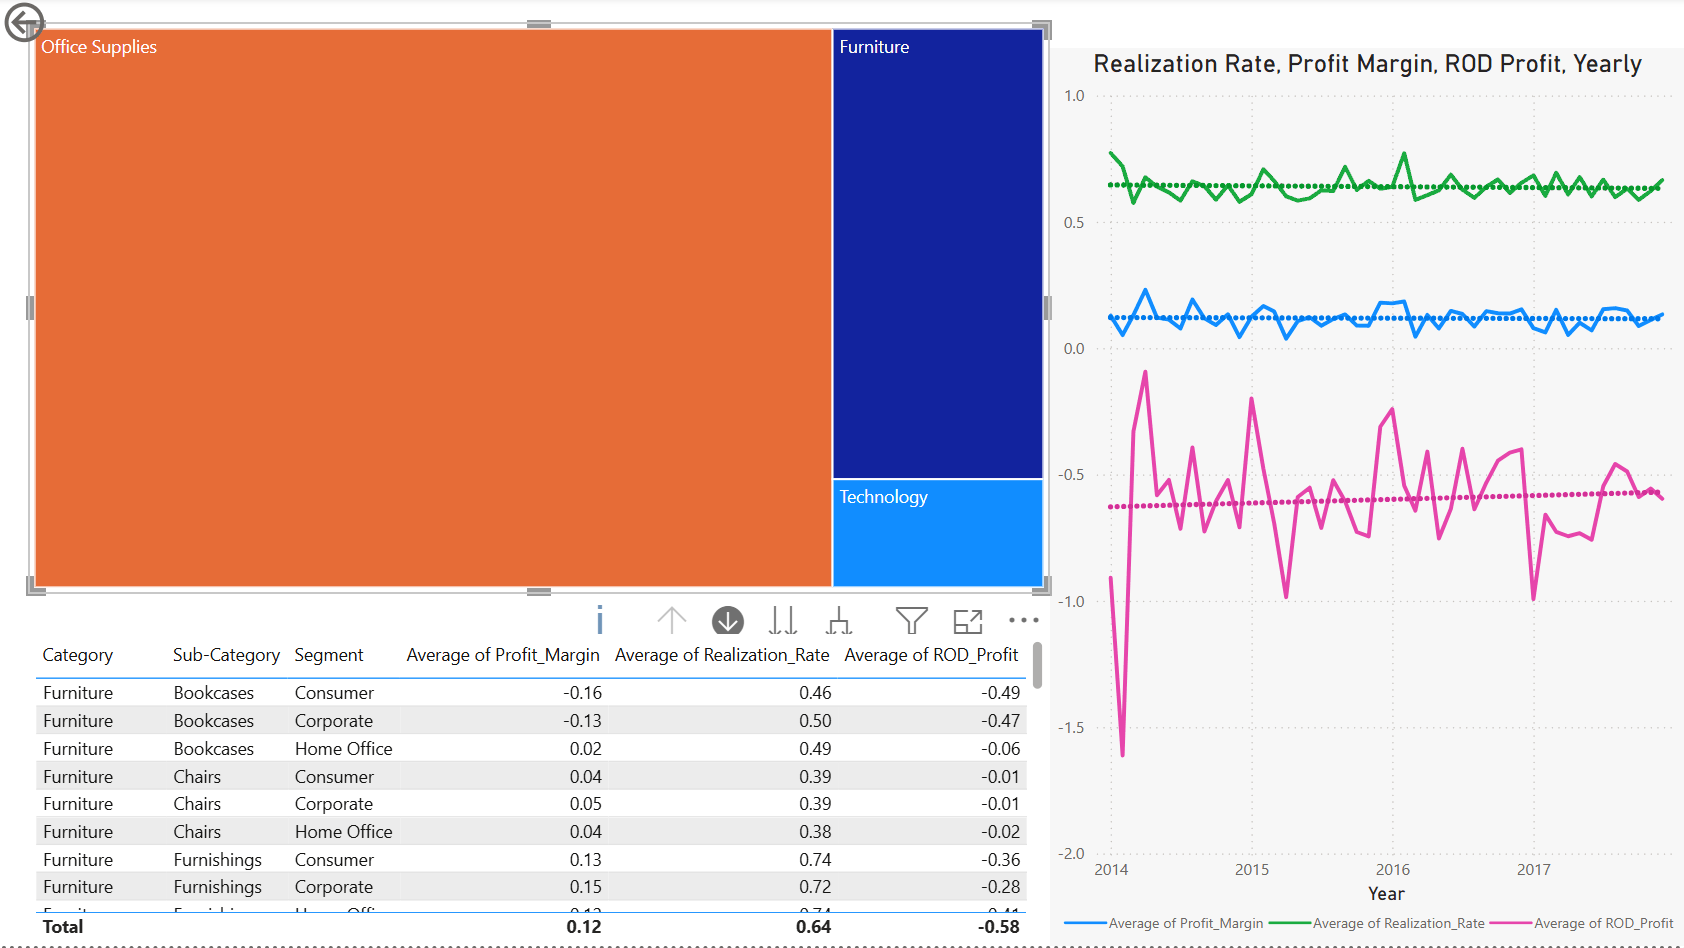 Office Supplies
Furniture
Technology
Realization Rate, Profit Margin, ROD Profit, Yearly
1.0
0.5
0.0
-0.5
-1.0
-1.5
-2.0
2014 2015 2016 2017
Year
Average of Profit_Margin Average of Realization_Rate Average of ROD_Profit
Category Sub-Category Segment Average of Profit_Margin Average of Realization_Rate Average of ROD_Profit
Furniture Bookcases Consumer -0.16 0.46 -0.49
Furniture Bookcases Corporate -0.13 0.50 -0.47
Furniture Bookcases Home Office 0.02 0.49 -0.06
Furniture Chairs Consumer 0.04 0.39 -0.01
Furniture Chairs Corporate 0.05 0.39 -0.01
Furniture Chairs Home Office 0.04 0.38 -0.02
Furniture Furnishings Consumer 0.13 0.74 -0.36
Furniture Furnishings Corporate 0.15 0.72 -0.28
Total 0.12 0.64 -0.58